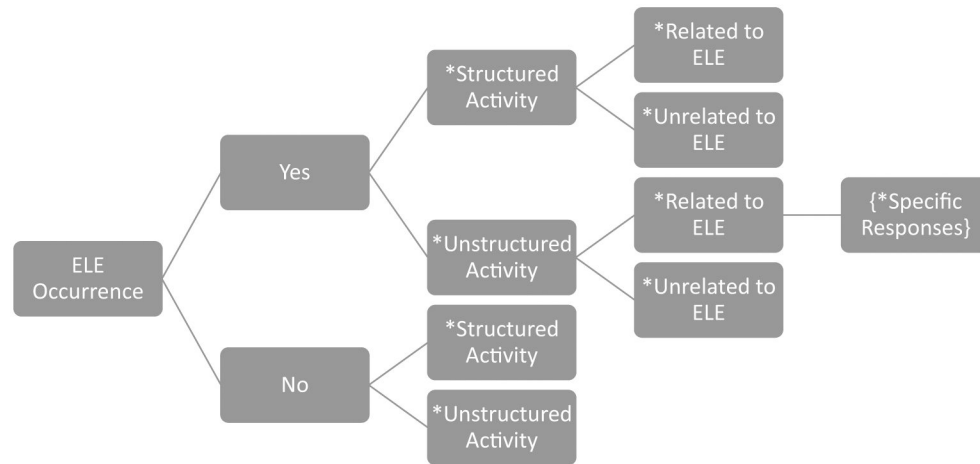 ELE
Occurrence
Yes
No
*Structured
Activity
*Unstructured
Activity
*Structured
Activity
*Unstructured
Activity
*Related to
ELE
*Unrelated to
ELE
*Related to
ELE
*Unrelated to
ELE
{*Specific
Responses}